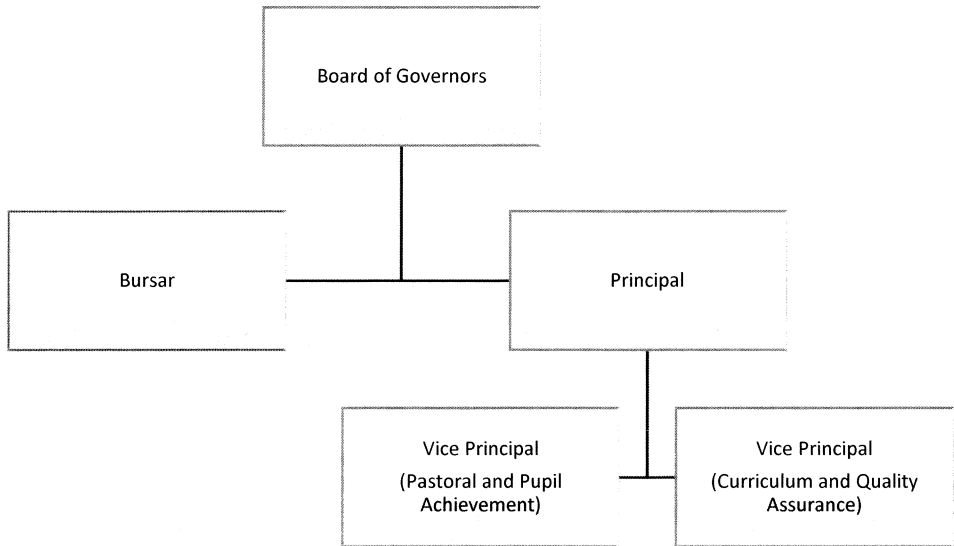 Board of Governors
Bursar
Principal
Vice Principal
(Pastoral and Pupil
Achievement)
Vice Principal
(Curriculum and Quality
Assurance)